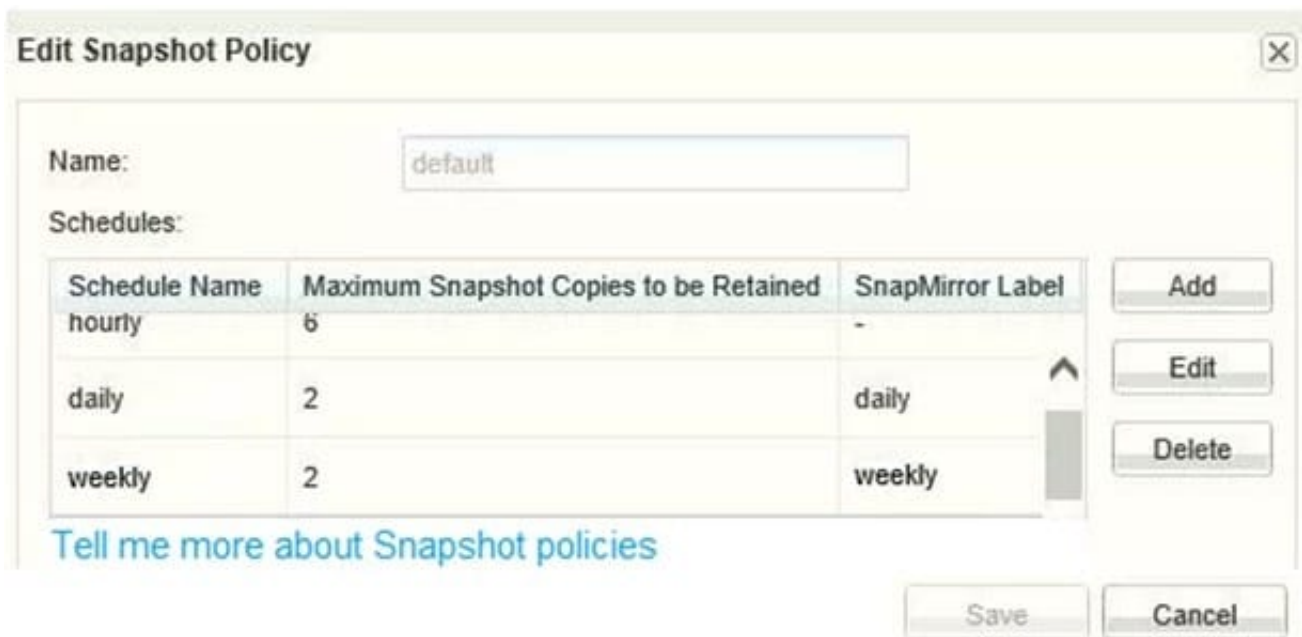 Edit Snapshot Policy
Name: default
Schedules:
Schedule Name Maximum Snapshot Copies to be Retained SnapMirror Label Add
hourly 6 -
Edit
daily 2 daily
Delete
weekly 2 weekly
Tell me more about Snapshot policies
Save Cancel